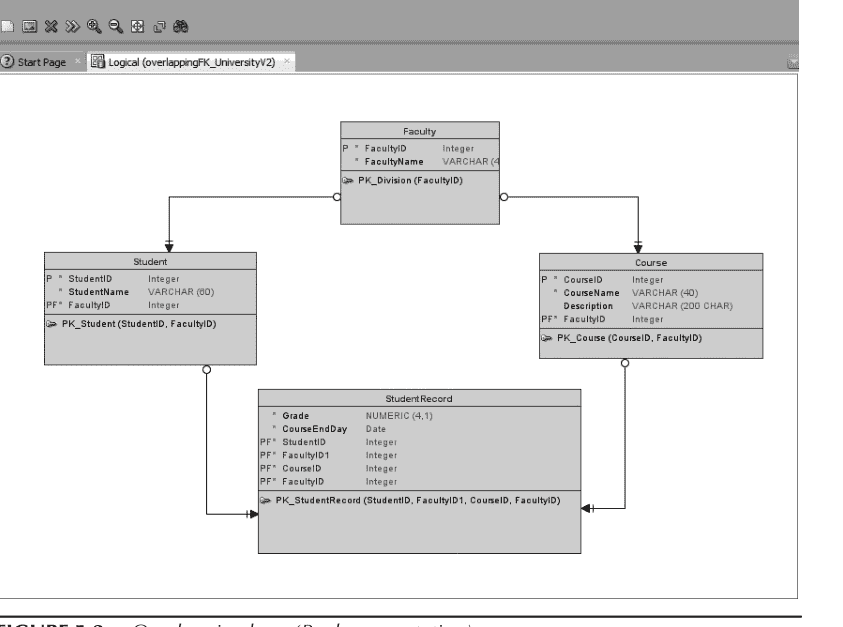 Start Page
Logical (overlappingFK_UniversityV2)
Faculty
P * FacultyID Integer
* FacultyName VARCHAR (4
PK_Division (FacultyID)
Student
P * StudentID Integer
* StudentName VARCHAR (60)
PF* FacultyID Integer
PK_Student (StudentID, FacultyID)
Course
P * CourseID Integer
* CourseName VARCHAR (40)
Description VARCHAR (200 CHAR)
PF* FacultyID Integer
PK_Course (CourseID, FacultyID)
StudentRecord
* Grade NUMERIC (4,1)
* CourseEndDay Date
PF* StudentID Integer
PF* FacultyID1 Integer
PF* CourseID Integer
PF* FacultyID Integer
PK_StudentRecord (StudentID, FacultyID1, CourseID, FacultyID)